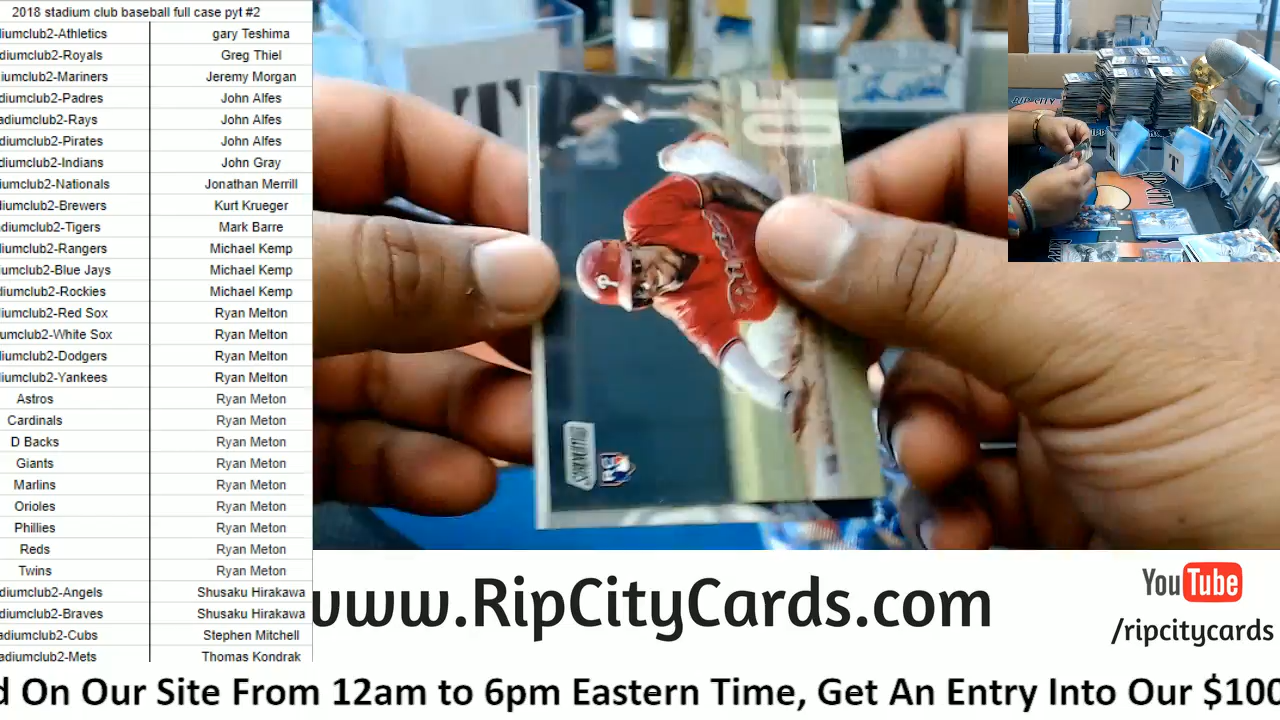 2018 stadium club baseball full case pyt #2
diumclub2-Athletics gary Teshima
diumclub2-Royals Greg Thiel
diumclub2-Mariners Jeremy Morgan
diumclub2-Padres John Alfes
adiumclub2-Rays John Alfes
diumclub2-Pirates John Alfes
diumclub2-Indians John Gray
iumclub2-Nationals Jonathan Merrill
diumclub2-Brewers Kurt Krueger
adiumclub2-Tigers Mark Barre
diumclub2-Rangers Michael Kemp
iumclub2-Blue Jays Michael Kemp
diumclub2-Rockies Michael Kemp
diumclub2-Red Sox Ryan Melton
umclub2-White Sox Ryan Melton
iumclub2-Dodgers Ryan Melton
iumclub2-Yankees Ryan Melton
Astros Ryan Meton
Cardinals Ryan Meton
D Backs Ryan Meton
Giants Ryan Meton
Marlins Ryan Meton
Orioles Ryan Meton
Phillies Ryan Meton
Reds Ryan Meton
Twins Ryan Meton
diumclub2-Angels Shusaku Hirakawa
diumclub2-Braves Shusaku Hirakawa
adiumclub2-Cubs Stephen Mitchell
adiumclub2-Mets Thomas Kondrak
T
P
STADIUM
R
T
RIP CITY
www.RipCityCards.com
YouTube
/ripcitycards
d On Our Site From 12am to 6pm Eastern Time, Get An Entry Into Our $100